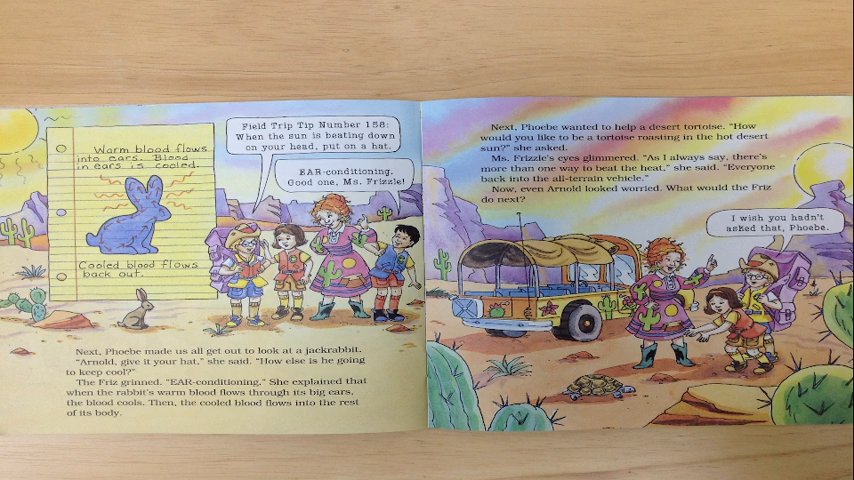 Warm blood flows
into ears. Blood
in ears is cooled.
Cooled blood flows
back out.
Field Trip Tip Number 158:
When the sun is beating down
on your head, put on a hat.
EAR-conditioning.
Good one, Ms. Frizzle!
Next, Phoebe made us all get out to look at a jackrabbit.
"Arnold, give it your hat," she said. "How else is he going
to keep cool?"
The Friz grinned. "EAR-conditioning." She explained that
when the rabbit's warm blood flows through its big ears,
the blood cools. Then, the cooled blood flows into the rest
of its body.
Next, Phoebe wanted to help a desert tortoise. "How
would you like to be a tortoise roasting in the hot desert
sun?" she asked.
Ms. Frizzle's eyes glimmered. "As I always say, there's
more than one way to beat the heat," she said. "Everyone
back into the all-terrain vehicle."
Now, even Arnold looked worried. What would the Friz
do next?
I wish you hadn't
asked that, Phoebe.